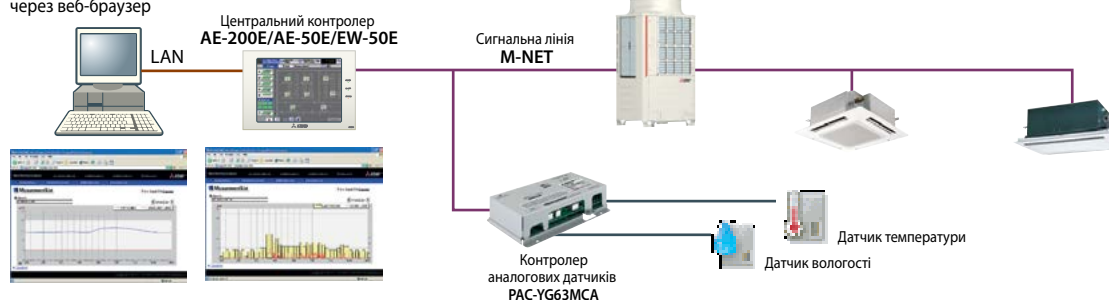 через веб-браузер
LAN
Центральний контролер
AE-200E/AE-50E/EW-50E
Сигнальна лінія
M-NET
Контролер
аналогових датчиків
PAC-YG63MCA
Датчик температури
Датчик вологості